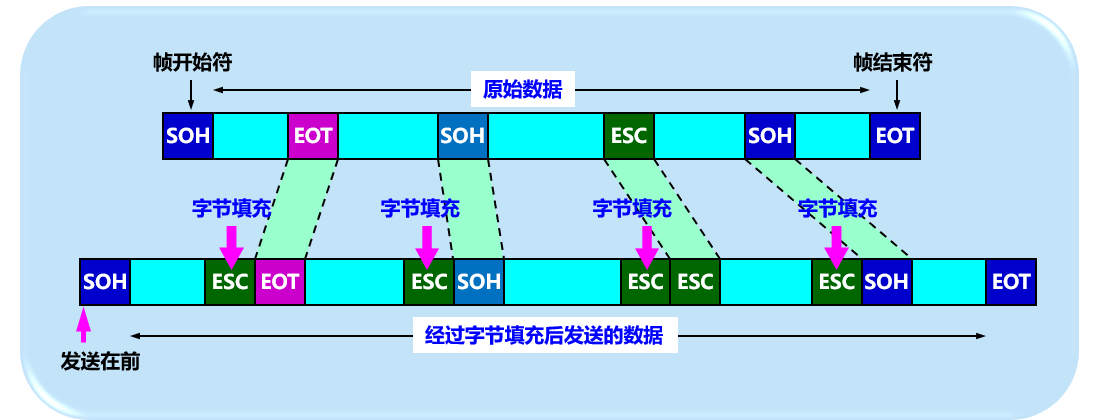 帧开始符
帧结束符
原始数据
SOH EOT SOH ESC SOH EOT
字节填充 字节填充 字节填充 字节填充
SOH ESC EOT ESC SOH ESC ESC ESC SOH EOT
经过字节填充后发送的数据
发送在前